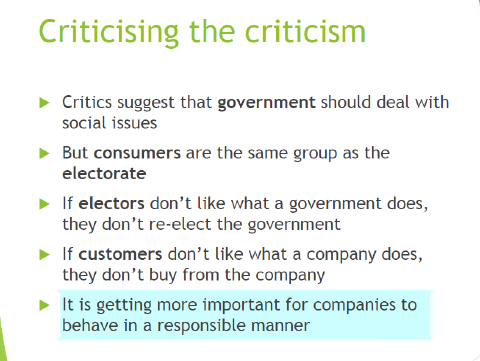 Criticising the criticism
Critics suggest that government should deal with
social issues
But consumers are the same group as the
electorate
If electors don't like what a government does,
they don't re-elect the government
If customers don't like what a company does,
they don't buy from the company
It is getting more important for companies to
behave in a responsible manner